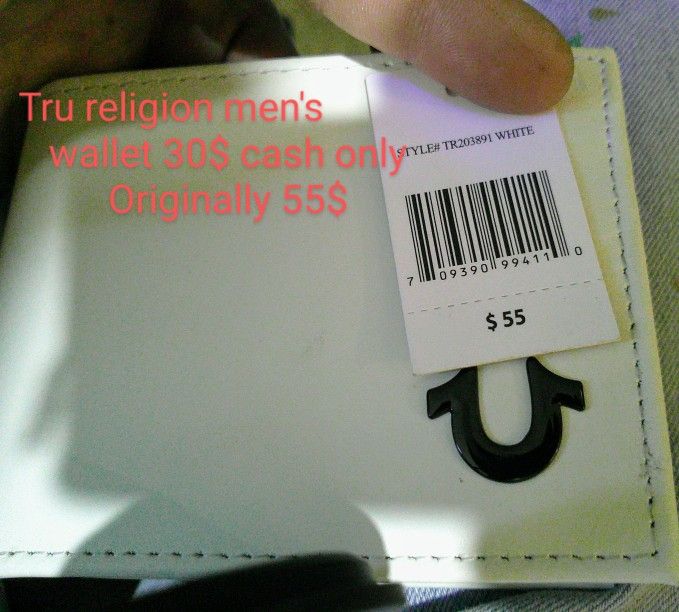 Tru religion men's
wallet 30$ cash only
Originally 55$
STYLE# TR203891 WHITE
7 09390 99411 0
$ 55